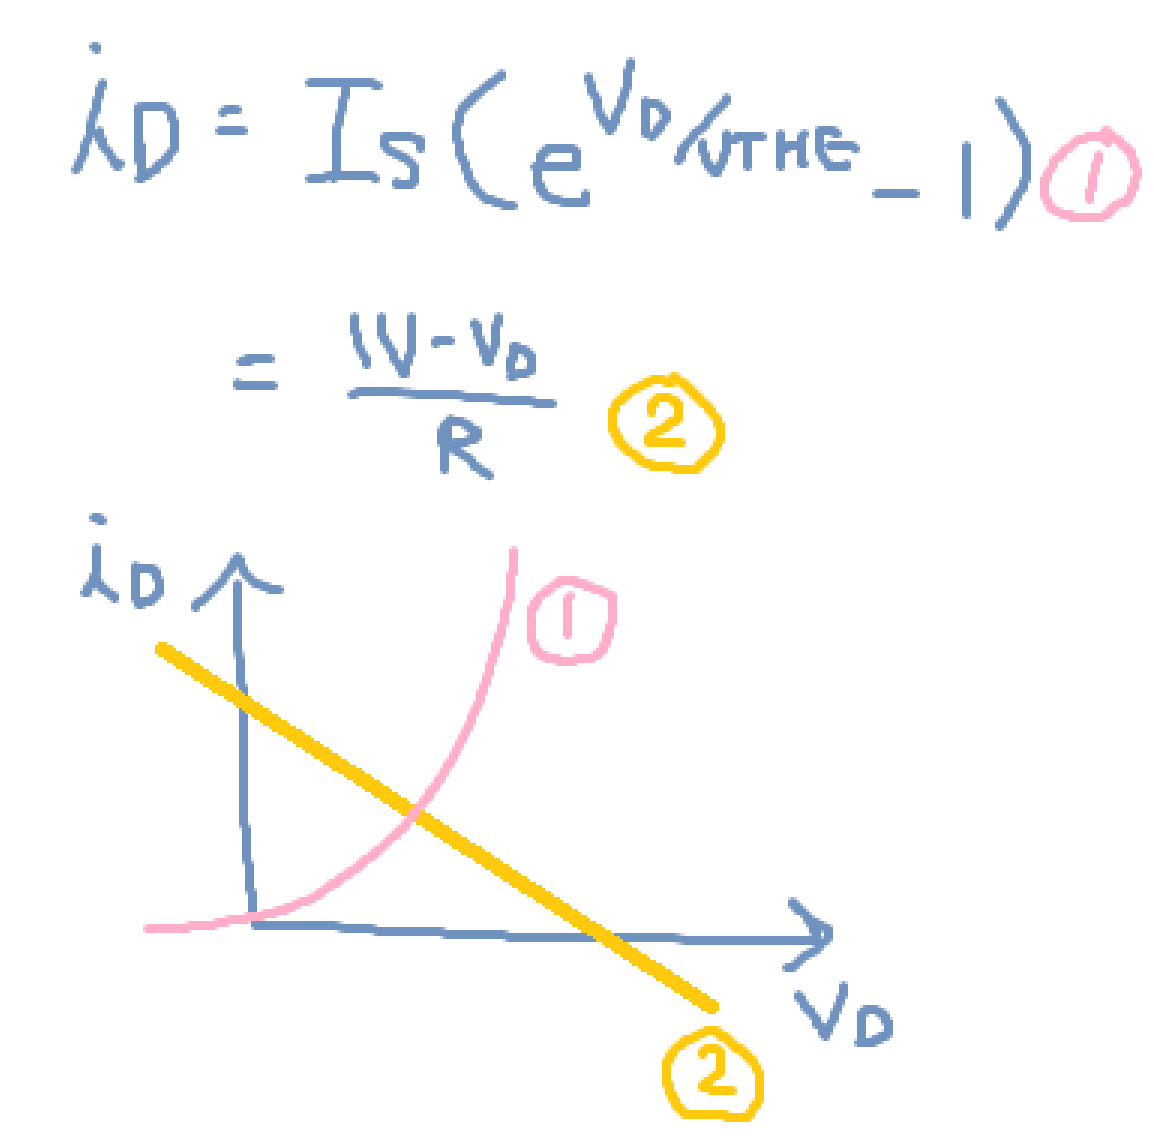 iD = Is(e^VD/VTHE - 1) ①
= (1V - VD)/R ②
iD
①
VD
②